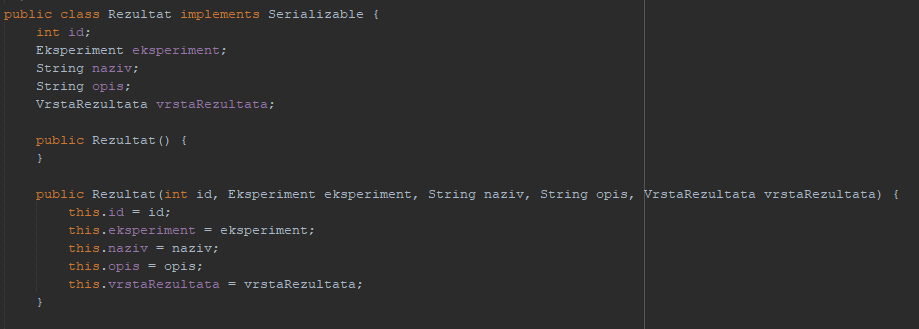 public class Rezultat implements Serializable {
int id;
Eksperiment eksperiment;
String naziv;
String opis;
VrstaRezultata vrstaRezultata;
public Rezultat() {
}
public Rezultat(int id, Eksperiment eksperiment, String naziv, String opis, VrstaRezultata vrstaRezultata) {
this.id = id;
this.eksperiment = eksperiment;
this.naziv = naziv;
this.opis = opis;
this.vrstaRezultata = vrstaRezultata;
}